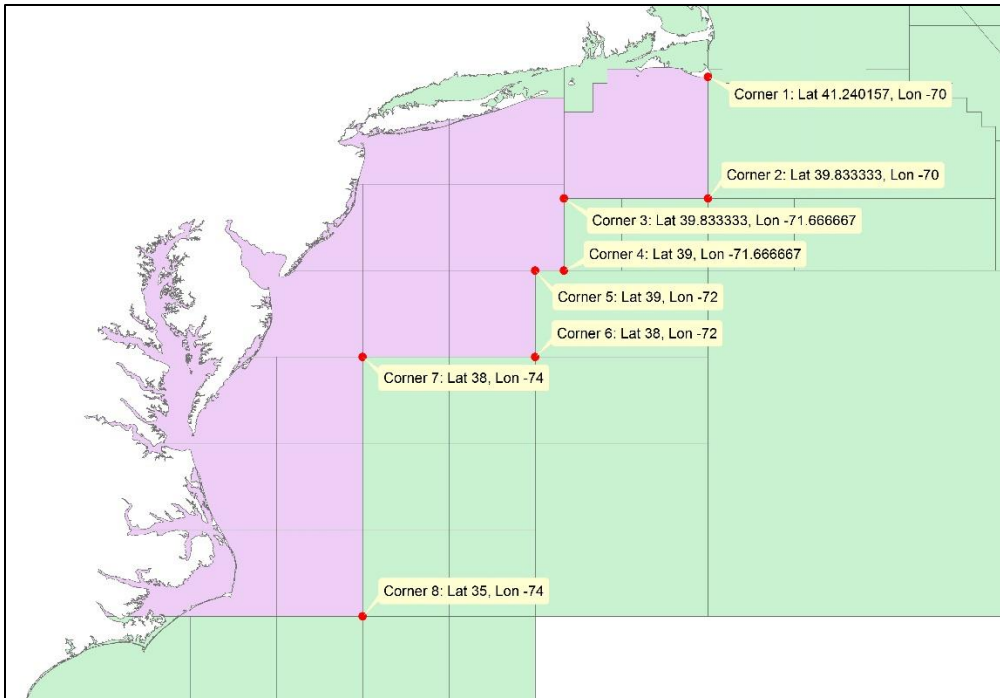 Corner 1: Lat 41.240157, Lon -70
Corner 2: Lat 39.833333, Lon -70
Corner 3: Lat 39.833333, Lon -71.666667
Corner 4: Lat 39, Lon -71.666667
Corner 5: Lat 39, Lon -72
Corner 6: Lat 38, Lon -72
Corner 7: Lat 38, Lon -74
Corner 8: Lat 35, Lon -74